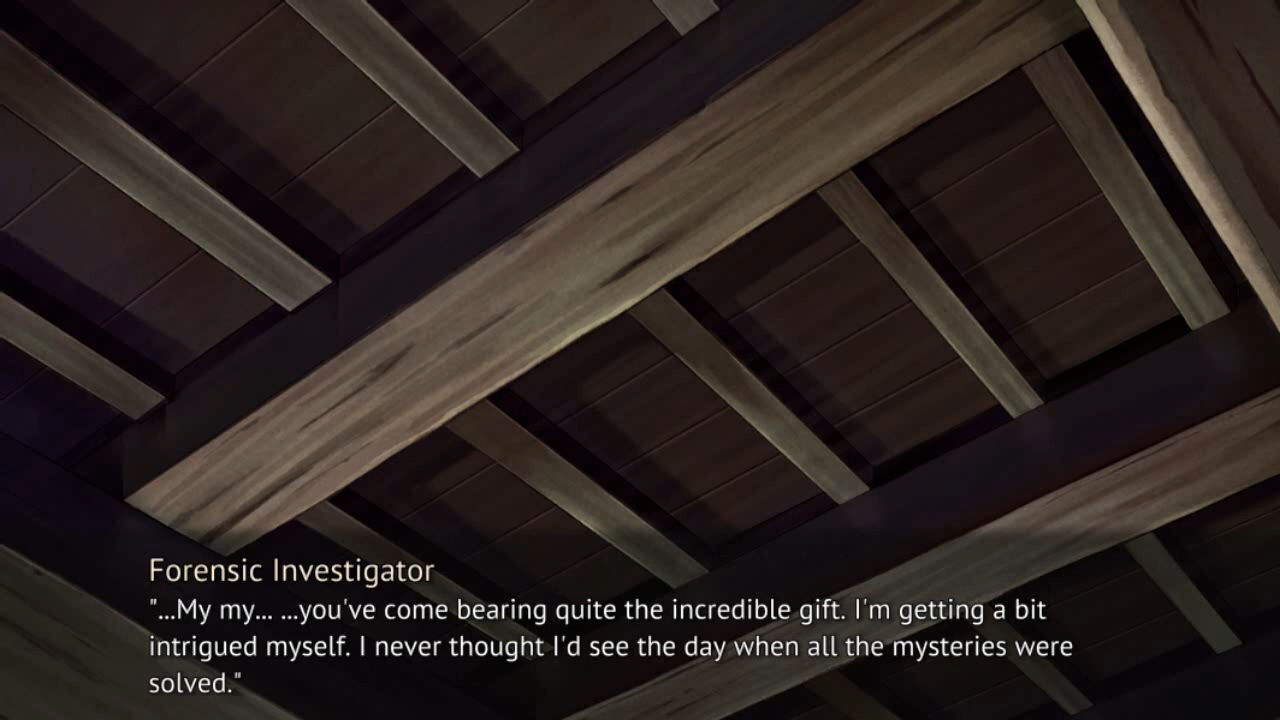 Forensic Investigator
"...My my... ...you've come bearing quite the incredible gift. I'm getting a bit
intrigued myself. I never thought I'd see the day when all the mysteries were
solved."